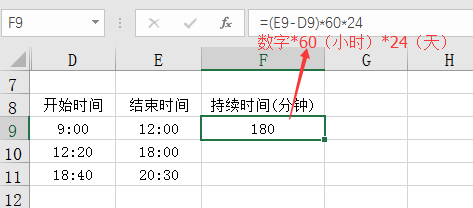 F9 =(E9-D9)*60*24
数字*60（小时）*24（天）
D E F G H
7
8 开始时间 结束时间 持续时间(分钟)
9 9:00 12:00 180
10 12:20 18:00
11 18:40 20:30